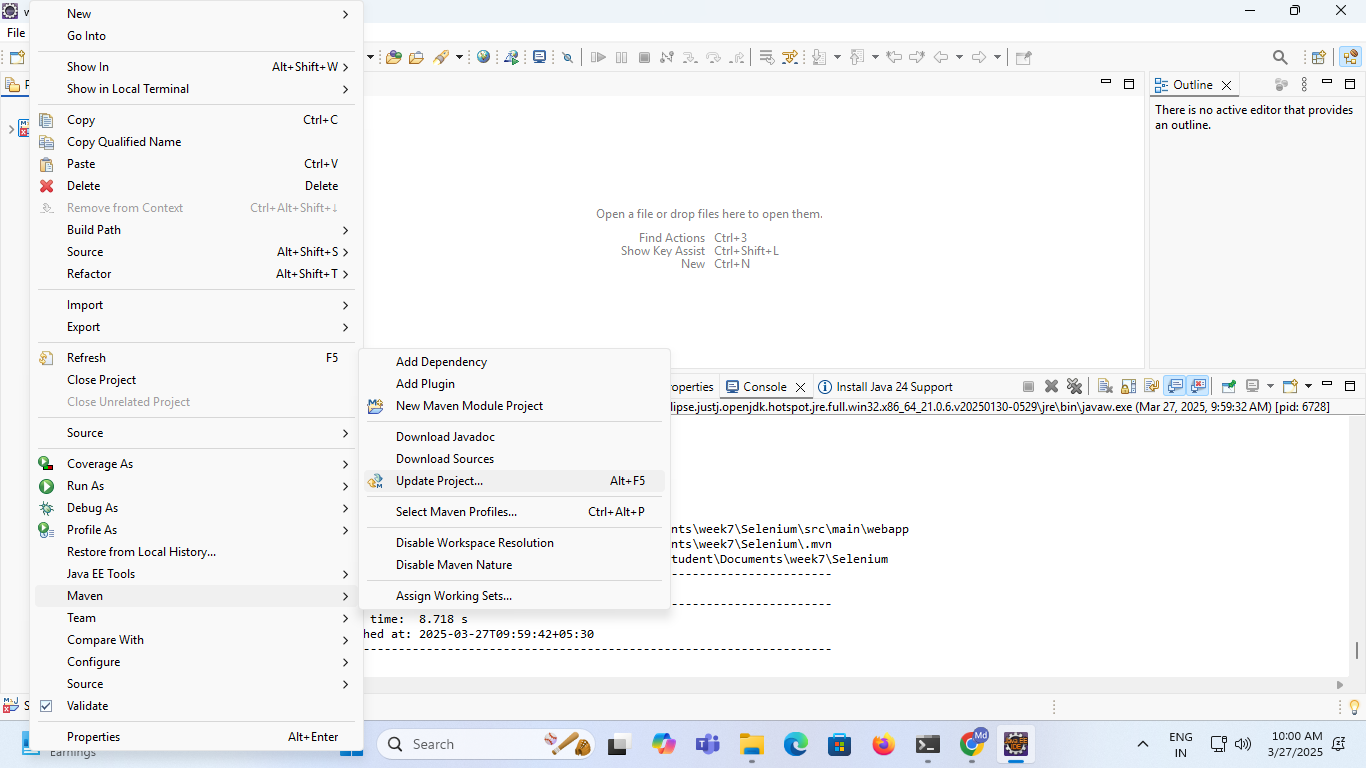 File
New
Go Into
Show In Alt+Shift+W
Show in Local Terminal
Copy Ctrl+C
Copy Qualified Name
Paste Ctrl+V
Delete Delete
Remove from Context Ctrl+Alt+Shift+↓
Build Path
Source Alt+Shift+S
Refactor Alt+Shift+T
Import
Export
Refresh F5
Close Project
Close Unrelated Project
Source
Coverage As
Run As
Debug As
Profile As
Restore from Local History...
Java EE Tools
Maven
Team
Compare With
Configure
Source
Validate
Properties Alt+Enter
Add Dependency
Add Plugin
New Maven Module Project
Download Javadoc
Download Sources
Update Project... Alt+F5
Select Maven Profiles... Ctrl+Alt+P
Disable Workspace Resolution
Disable Maven Nature
Assign Working Sets...
Open a file or drop files here to open them.
Find Actions Ctrl+3
Show Key Assist Ctrl+Shift+L
New Ctrl+N
Outline
There is no active editor that provides
an outline.
roperties Console Install Java 24 Support
lipse.justj.openjdk.hotspot.jre.full.win32.x86_64_21.0.6.v20250130-0529\jre\bin\javaw.exe (Mar 27, 2025, 9:59:32 AM) [pid: 6728]
nts\week7\Selenium\src\main\webapp
nts\week7\Selenium\.mvn
tudent\Documents\week7\Selenium
------------------------
------------------------
time: 8.718 s
hed at: 2025-03-27T09:59:42+05:30
------------------------------------------------------------------------
Earnings
Search
Md
ENG
IN
10:00 AM
3/27/2025